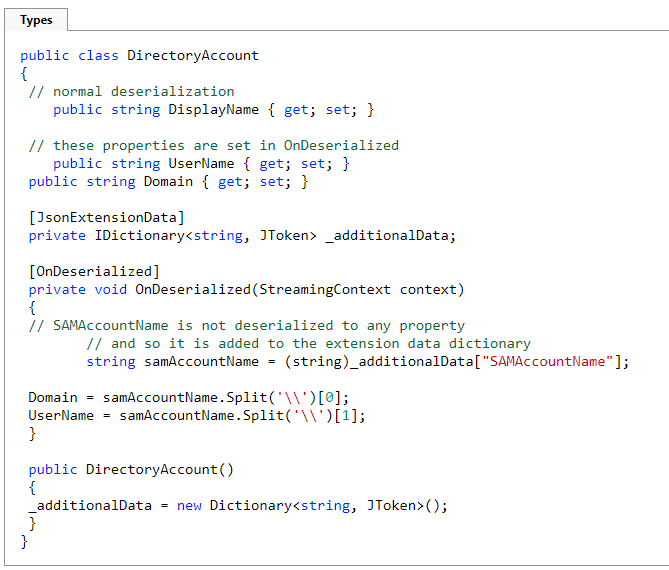 Types
public class DirectoryAccount
{
// normal deserialization
public string DisplayName { get; set; }
// these properties are set in OnDeserialized
public string UserName { get; set; }
public string Domain { get; set; }
[JsonExtensionData]
private IDictionary<string, JToken> _additionalData;
[OnDeserialized]
private void OnDeserialized(StreamingContext context)
{
// SAMAccountName is not deserialized to any property
// and so it is added to the extension data dictionary
string samAccountName = (string)_additionalData["SAMAccountName"];
Domain = samAccountName.Split('\\')[0];
UserName = samAccountName.Split('\\')[1];
}
public DirectoryAccount()
{
_additionalData = new Dictionary<string, JToken>();
}
}